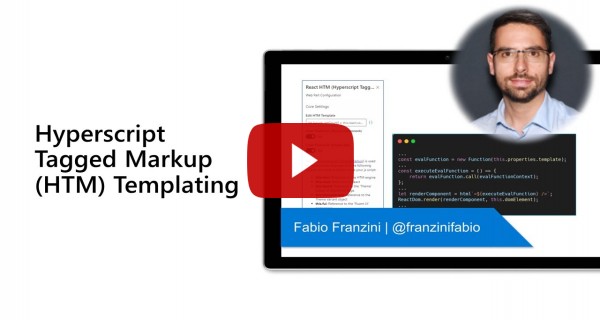 Hyperscript
Tagged Markup
(HTM) Templating
React HTM (Hyperscript Tagg...
Web Part Configuration
Core Settings
Edit HTM Template
...
const evalFunction = new Function(this.properties.template);
...
const executeEvalFunction = () => {
return evalFunction.call(evalFunctionContext);
};
...
let renderComponent = html`<${executeEvalFunction} />`;
ReactDom.render(renderComponent, this.domElement);
...
Fabio Franzini | @franzinifabio